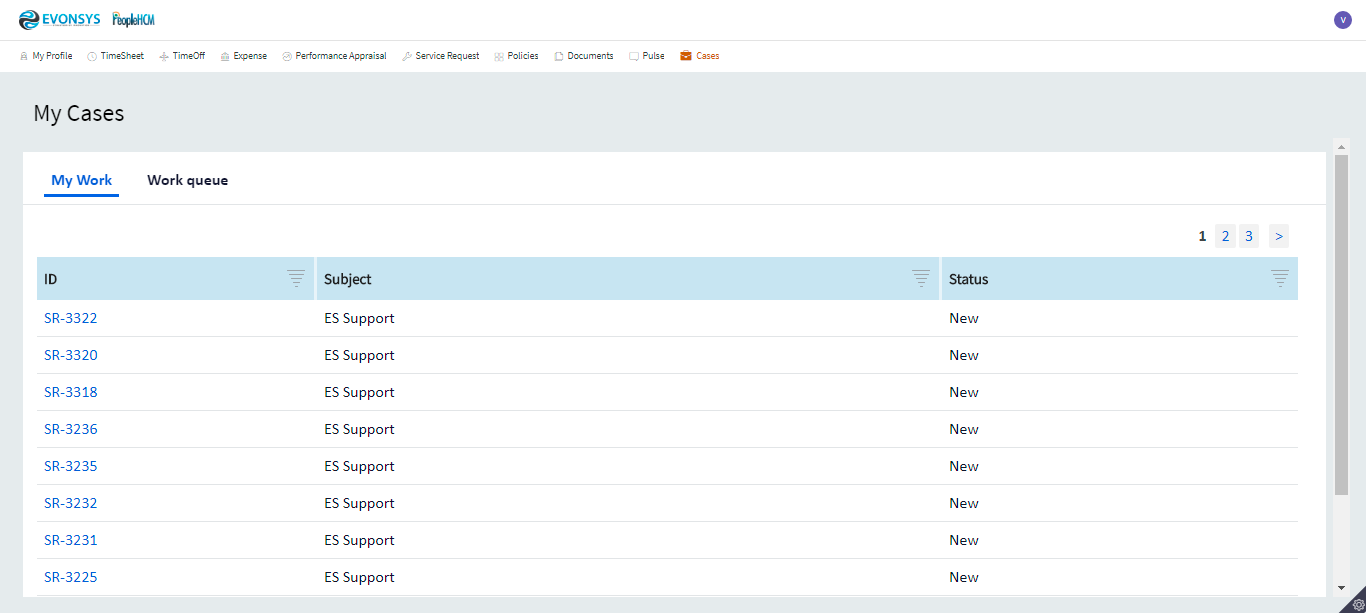 EVONSYS PeopleHCM V
My Profile TimeSheet TimeOff Expense Performance Appraisal Service Request Policies Documents Pulse Cases
My Cases
My Work Work queue
1 2 3 >
ID Subject Status
SR-3322 ES Support New
SR-3320 ES Support New
SR-3318 ES Support New
SR-3236 ES Support New
SR-3235 ES Support New
SR-3232 ES Support New
SR-3231 ES Support New
SR-3225 ES Support New